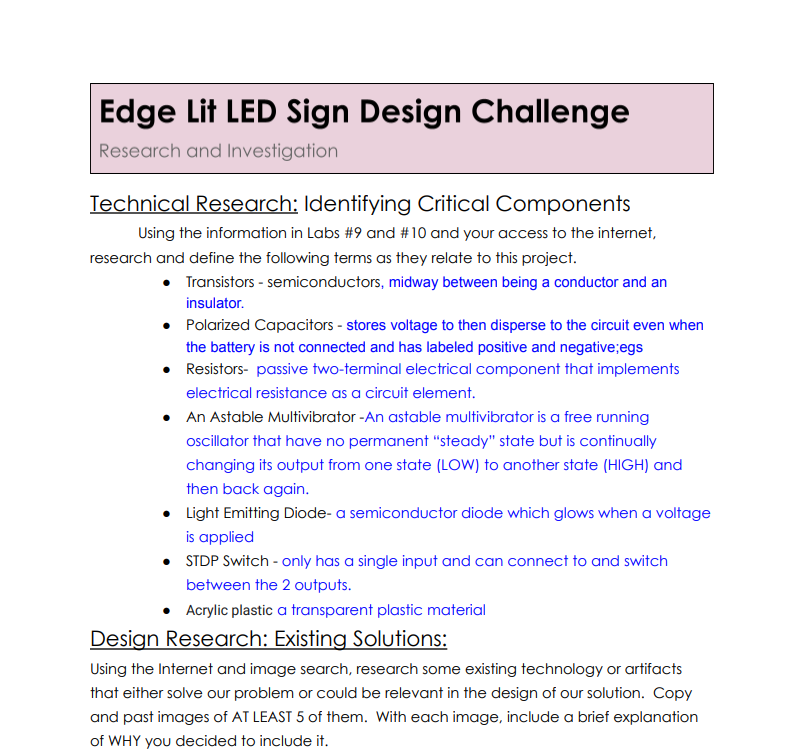 Edge Lit LED Sign Design Challenge
Research and Investigation
Technical Research: Identifying Critical Components
Using the information in Labs #9 and #10 and your access to the internet,
research and define the following terms as they relate to this project.
● Transistors - semiconductors, midway between being a conductor and an
insulator.
● Polarized Capacitors - stores voltage to then disperse to the circuit even when
the battery is not connected and has labeled positive and negative;egs
● Resistors-  passive two-terminal electrical component that implements
electrical resistance as a circuit element.
● An Astable Multivibrator -An astable multivibrator is a free running
oscillator that have no permanent “steady” state but is continually
changing its output from one state (LOW) to another state (HIGH) and
then back again.
● Light Emitting Diode- a semiconductor diode which glows when a voltage
is applied
● STDP Switch - only has a single input and can connect to and switch
between the 2 outputs.
● Acrylic plastic a transparent plastic material
Design Research: Existing Solutions:
Using the Internet and image search, research some existing technology or artifacts
that either solve our problem or could be relevant in the design of our solution.  Copy
and past images of AT LEAST 5 of them.  With each image, include a brief explanation
of WHY you decided to include it.